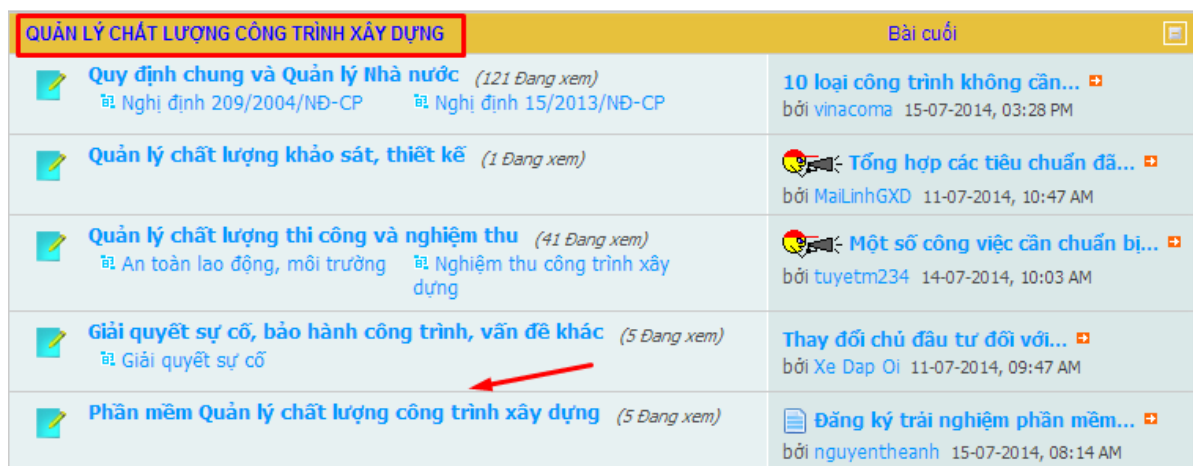 QUẢN LÝ CHẤT LƯỢNG CÔNG TRÌNH XÂY DỰNG
Bài cuối
Quy định chung và Quản lý Nhà nước (121 Đang xem)
Nghị định 209/2004/NĐ-CP Nghị định 15/2013/NĐ-CP
10 loại công trình không cần...
bởi vinacoma 15-07-2014, 03:28 PM
Quản lý chất lượng khảo sát, thiết kế (1 Đang xem)
Tổng hợp các tiêu chuẩn đã...
bởi MaiLinhGXD 11-07-2014, 10:47 AM
Quản lý chất lượng thi công và nghiệm thu (41 Đang xem)
An toàn lao động, môi trường Nghiệm thu công trình xây
dựng
Một số công việc cần chuẩn bị...
bởi tuyetm234 14-07-2014, 10:03 AM
Giải quyết sự cố, bảo hành công trình, vấn đề khác (5 Đang xem)
Giải quyết sự cố
Thay đổi chủ đầu tư đối với...
bởi Xe Dap Oi 11-07-2014, 09:47 AM
Phần mềm Quản lý chất lượng công trình xây dựng (5 Đang xem)
Đăng ký trải nghiệm phần mềm...
bởi nguyentheanh 15-07-2014, 08:14 AM